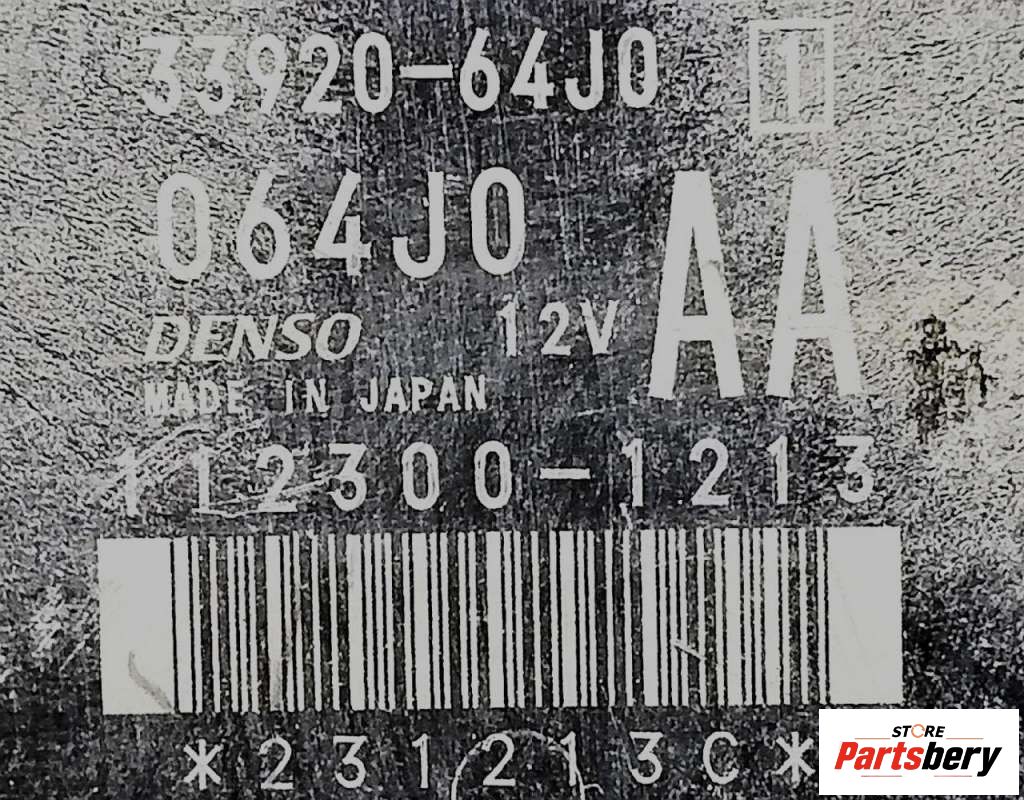 33920-64J0 1
064J0 AA
DENSO 12V
MADE IN JAPAN
112300-1213
*231213C*
STORE
Partsbery